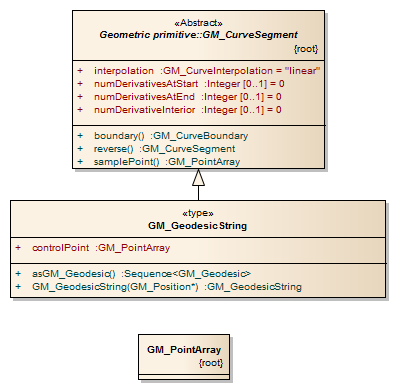 «Abstract»
Geometric primitive::GM_CurveSegment
{root}
+ interpolation :GM_CurveInterpolation = "linear"
+ numDerivativesAtStart :Integer [0..1] = 0
+ numDerivativesAtEnd :Integer [0..1] = 0
+ numDerivativeInterior :Integer [0..1] = 0
+ boundary() :GM_CurveBoundary
+ reverse() :GM_CurveSegment
+ samplePoint() :GM_PointArray
«type»
GM_GeodesicString
+ controlPoint :GM_PointArray
+ asGM_Geodesic() :Sequence<GM_Geodesic>
+ GM_GeodesicString(GM_Position*) :GM_GeodesicString
GM_PointArray
{root}